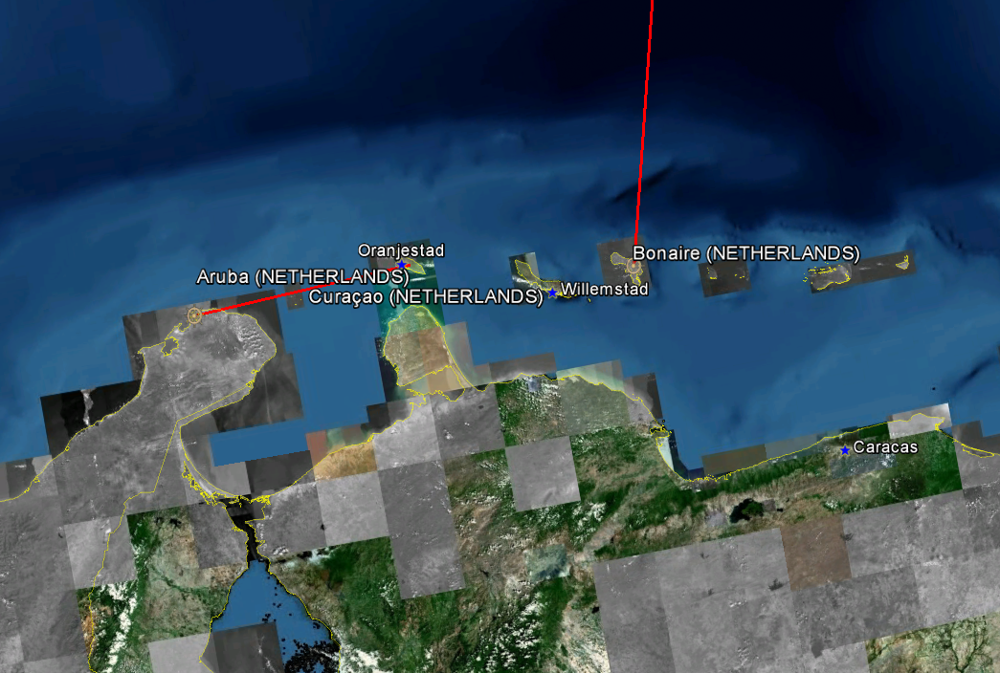 Oranjestad
Bonaire (NETHERLANDS)
Aruba (NETHERLANDS)
Willemstad
Curaçao (NETHERLANDS)
Caracas